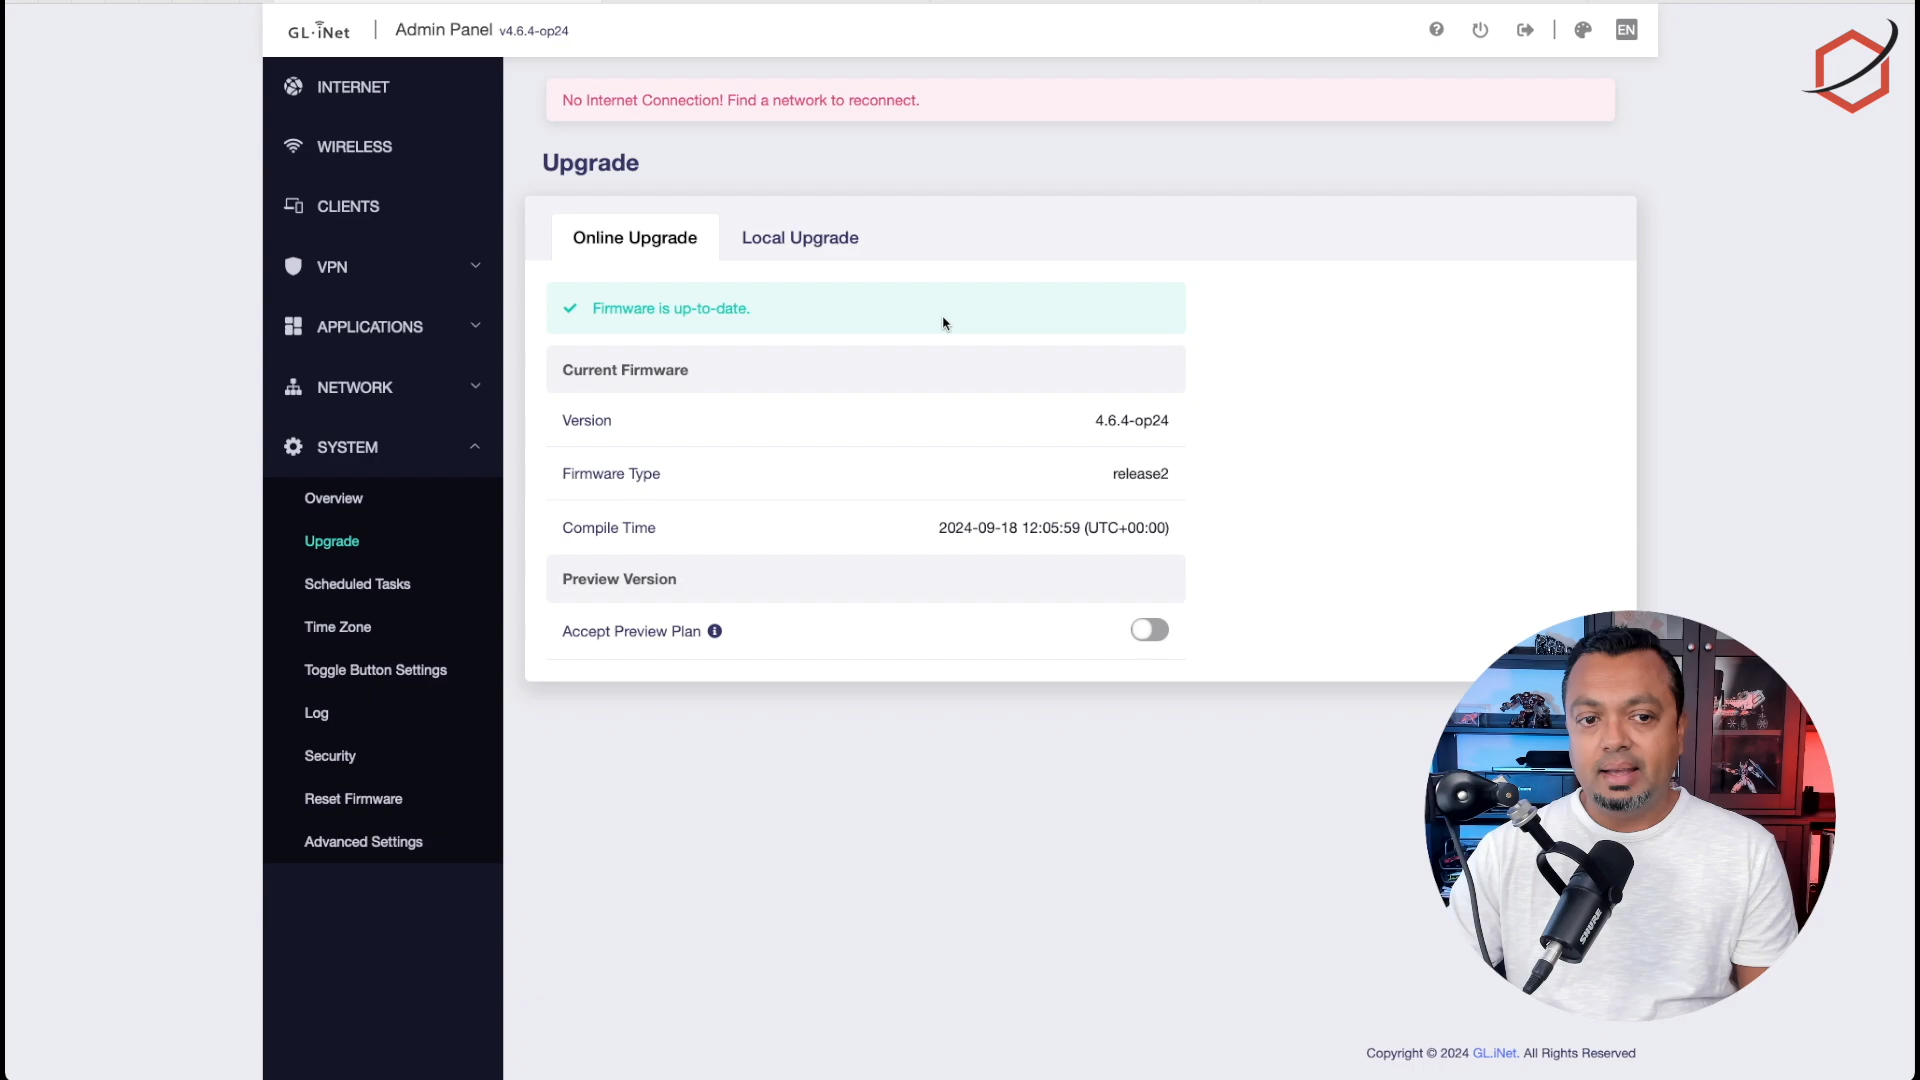 GL·iNet | Admin Panel v4.6.4-op24
EN
INTERNET
WIRELESS
CLIENTS
VPN
APPLICATIONS
NETWORK
SYSTEM
Overview
Upgrade
Scheduled Tasks
Time Zone
Toggle Button Settings
Log
Security
Reset Firmware
Advanced Settings
No Internet Connection! Find a network to reconnect.
Upgrade
Online Upgrade Local Upgrade
Firmware is up-to-date.
Current Firmware
Version 4.6.4-op24
Firmware Type release2
Compile Time 2024-09-18 12:05:59 (UTC+00:00)
Preview Version
Accept Preview Plan
SHURE
Copyright © 2024 GL.iNet. All Rights Reserved